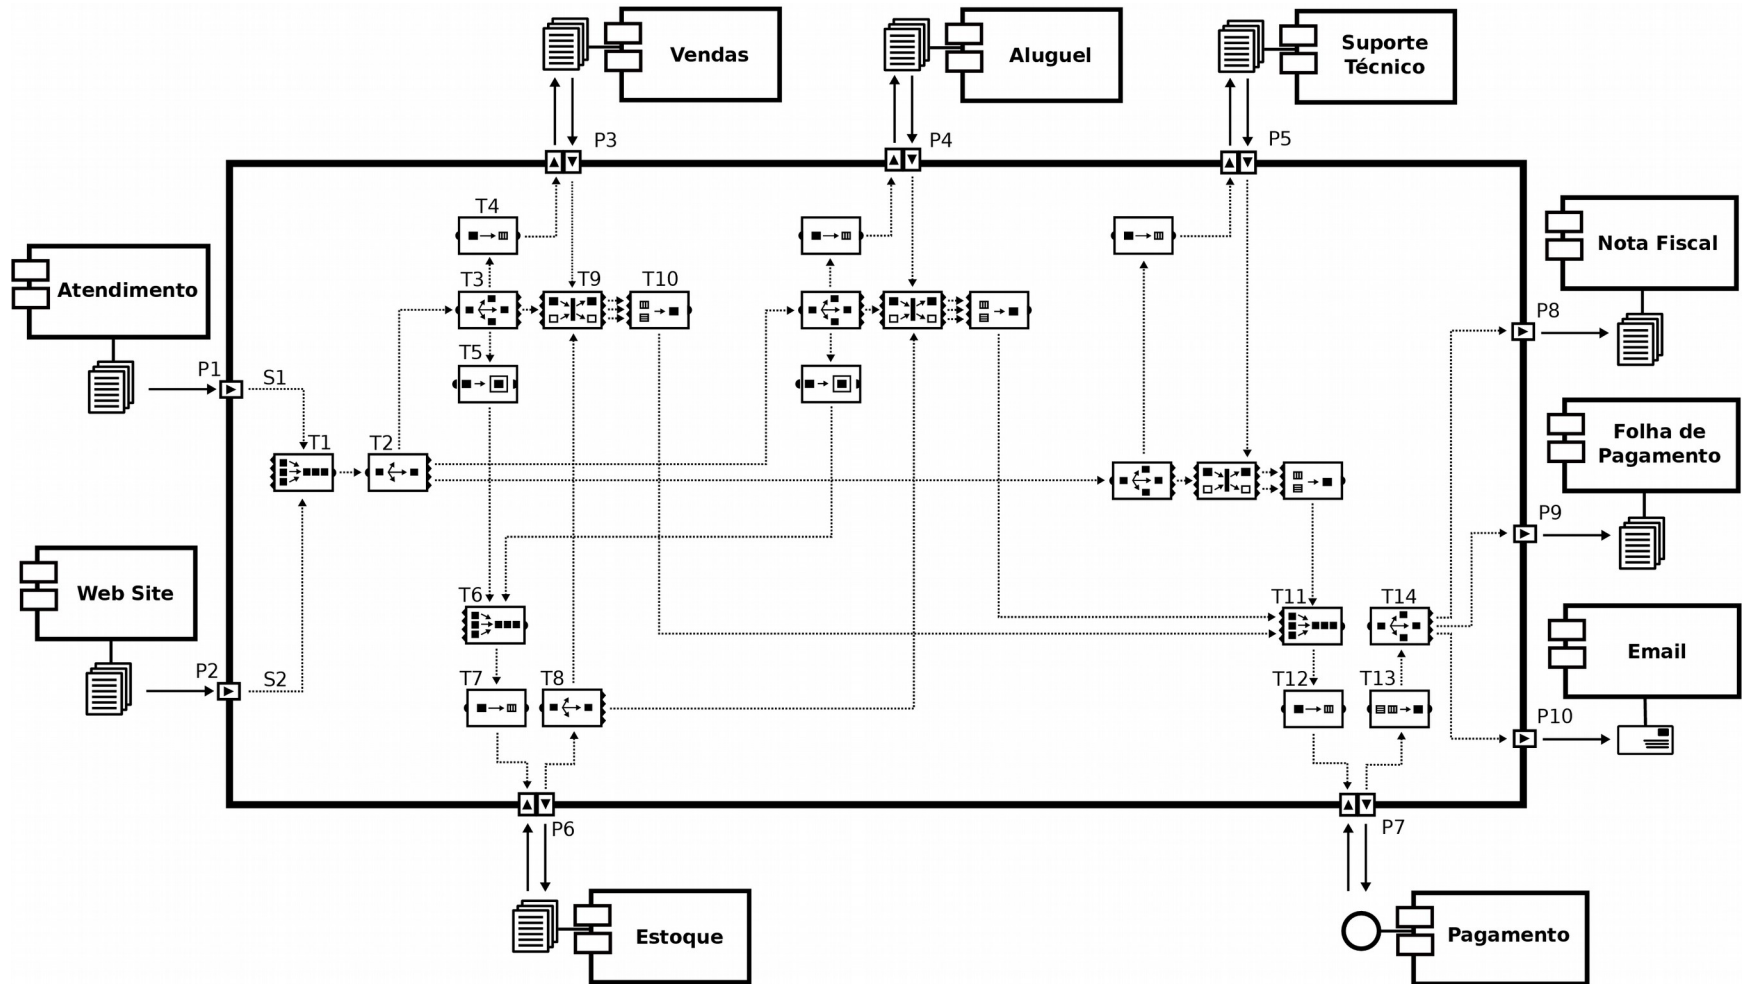 Vendas
Aluguel
Suporte
Técnico
P3
P4
P5
T4
Nota Fiscal
Atendimento
T3
T9
T10
P8
T5
P1
S1
Folha de
Pagamento
T1
T2
P9
Web Site
T6
T11
T14
Email
P2
S2
T7
T8
T12
T13
P10
P6
P7
Estoque
Pagamento